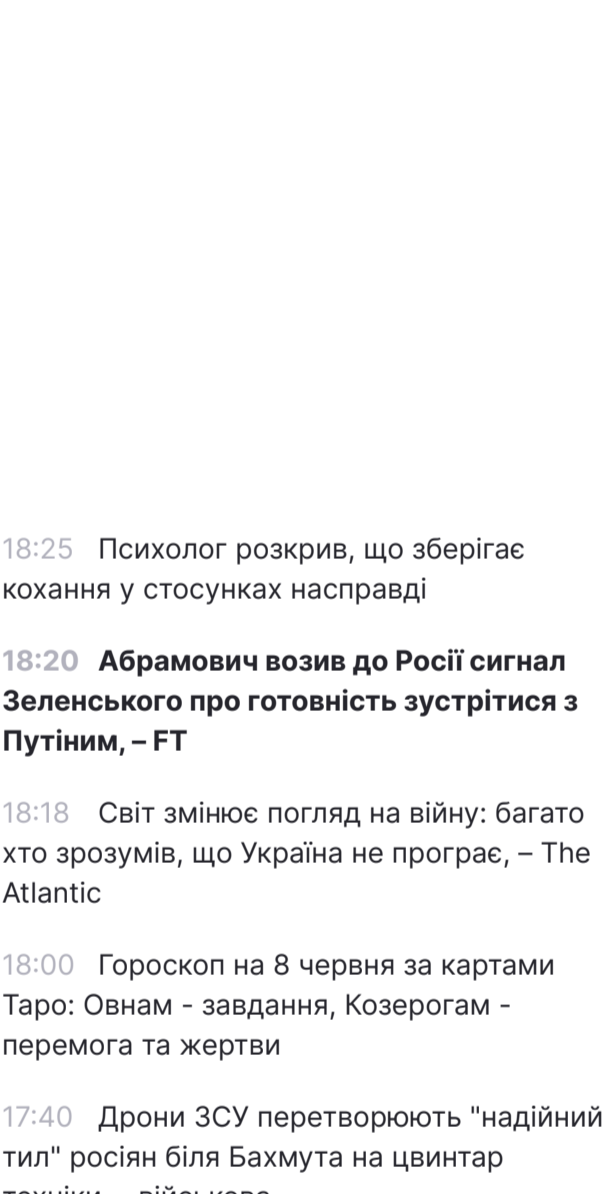 18:25 Психолог розкрив, що зберігає
кохання у стосунках насправді
18:20 Абрамович возив до Росії сигнал
Зеленського про готовність зустрітися з
Путіним, – FT
18:18 Світ змінює погляд на війну: багато
хто зрозумів, що Україна не програє, – The
Atlantic
18:00 Гороскоп на 8 червня за картами
Таро: Овнам - завдання, Козерогам -
перемога та жертви
17:40 Дрони ЗСУ перетворюють "надійний
тил" росіян біля Бахмута на цвинтар